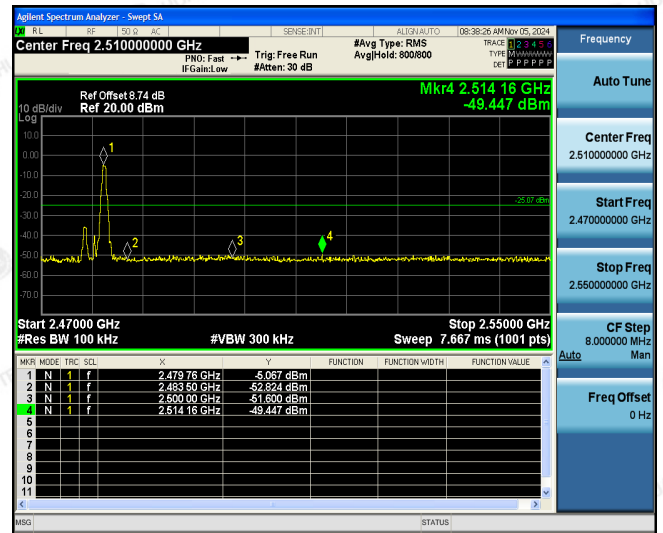 Agilent Spectrum Analyzer - Swept SA
LXI RL RF 50 Ω AC SENSE:INT ALIGN AUTO 08:38:26 AM Nov 05, 2024
Center Freq 2.510000000 GHz
PNO: Fast
IFGain:Low
Trig: Free Run
#Atten: 30 dB
#Avg Type: RMS
Avg|Hold: 800/800
TRACE 1 2 3 4 5 6
TYPE MWWWWW
DET P P P P P P
Ref Offset 8.74 dB
Ref 20.00 dBm
10 dB/div
Log
Mkr4 2.514 16 GHz
-49.447 dBm
10.0
0.00
-10.0
-20.0
-30.0
-40.0
-50.0
-60.0
-70.0
1
2
3
4
-25.07 dBm
Start 2.47000 GHz
Stop 2.55000 GHz
#Res BW 100 kHz
#VBW 300 kHz
Sweep 7.667 ms (1001 pts)
MKR MODE TRC SCL X Y FUNCTION FUNCTION WIDTH FUNCTION VALUE
1 N 1 f 2.479 76 GHz -5.067 dBm
2 N 1 f 2.483 50 GHz -52.824 dBm
3 N 1 f 2.500 00 GHz -51.600 dBm
4 N 1 f 2.514 16 GHz -49.447 dBm
5
6
7
8
9
10
11
MSG
STATUS
Frequency
Auto Tune
Center Freq
2.510000000 GHz
Start Freq
2.470000000 GHz
Stop Freq
2.550000000 GHz
CF Step
8.000000 MHz
Auto Man
Freq Offset
0 Hz